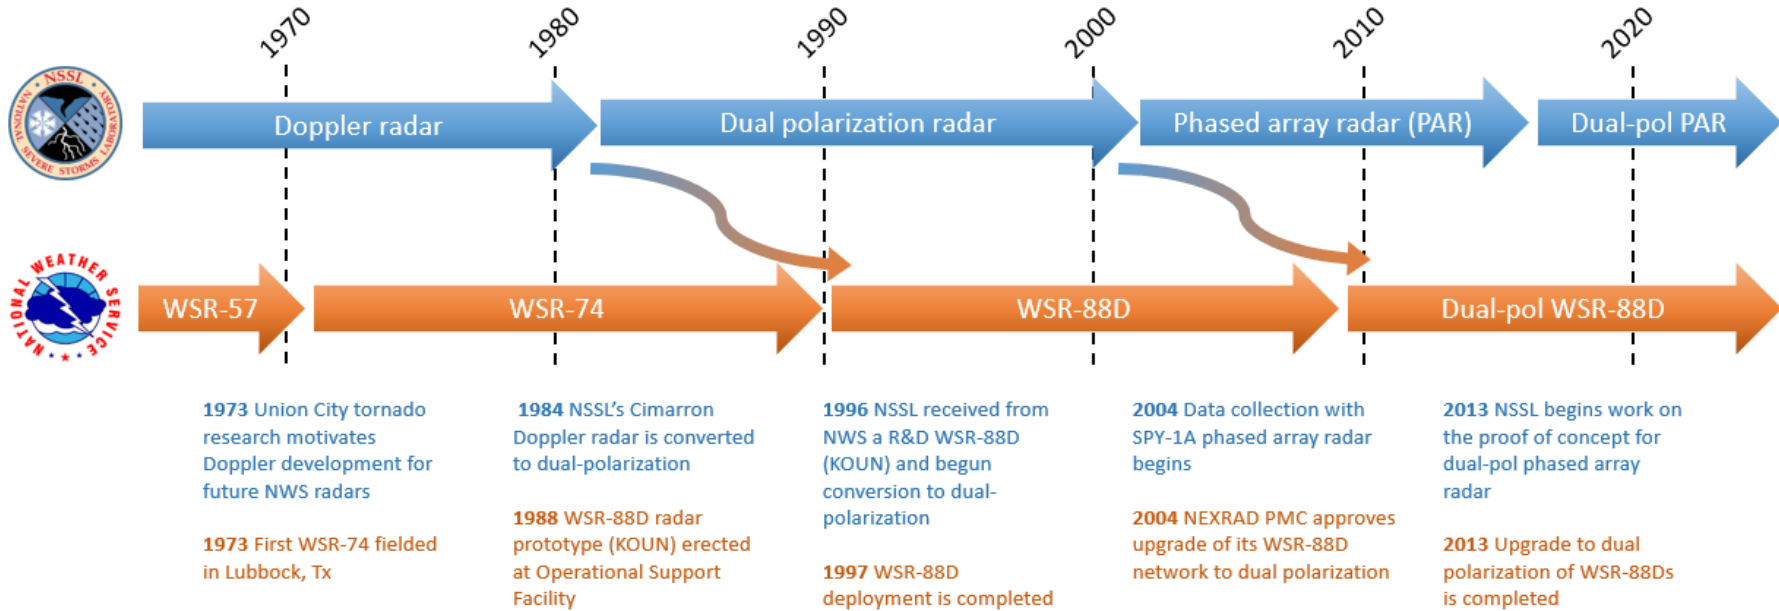 1970
1980
1990
2000
2010
2020
NSSL
NATIONAL SEVERE STORMS LABORATORY
Doppler radar
Dual polarization radar
Phased array radar (PAR)
Dual-pol PAR
NATIONAL WEATHER SERVICE
WSR-57
WSR-74
WSR-88D
Dual-pol WSR-88D
1973 Union City tornado
research motivates
Doppler development for
future NWS radars
1973 First WSR-74 fielded
in Lubbock, Tx
1984 NSSL's Cimarron
Doppler radar is converted
to dual-polarization
1988 WSR-88D radar
prototype (KOUN) erected
at Operational Support
Facility
1996 NSSL received from
NWS a R&D WSR-88D
(KOUN) and begun
conversion to dual-
polarization
1997 WSR-88D
deployment is completed
2004 Data collection with
SPY-1A phased array radar
begins
2004 NEXRAD PMC approves
upgrade of its WSR-88D
network to dual polarization
2013 NSSL begins work on
the proof of concept for
dual-pol phased array
radar
2013 Upgrade to dual
polarization of WSR-88Ds
is completed